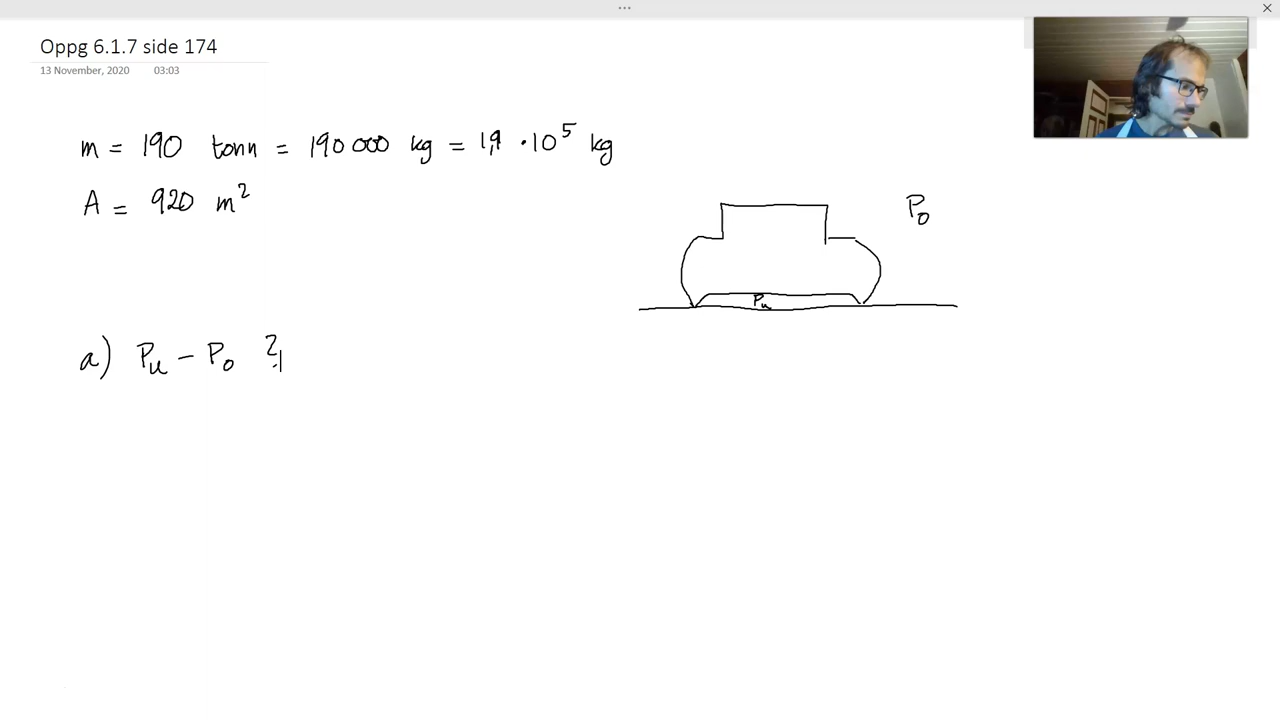 Oppg 6.1.7 side 174
13 November, 2020 03:03
m = 190 tonn = 190 000 kg = 1,9 · 10⁵ kg
A = 920 m²
P₀
Pᵤ
a) Pᵤ - P₀ ?